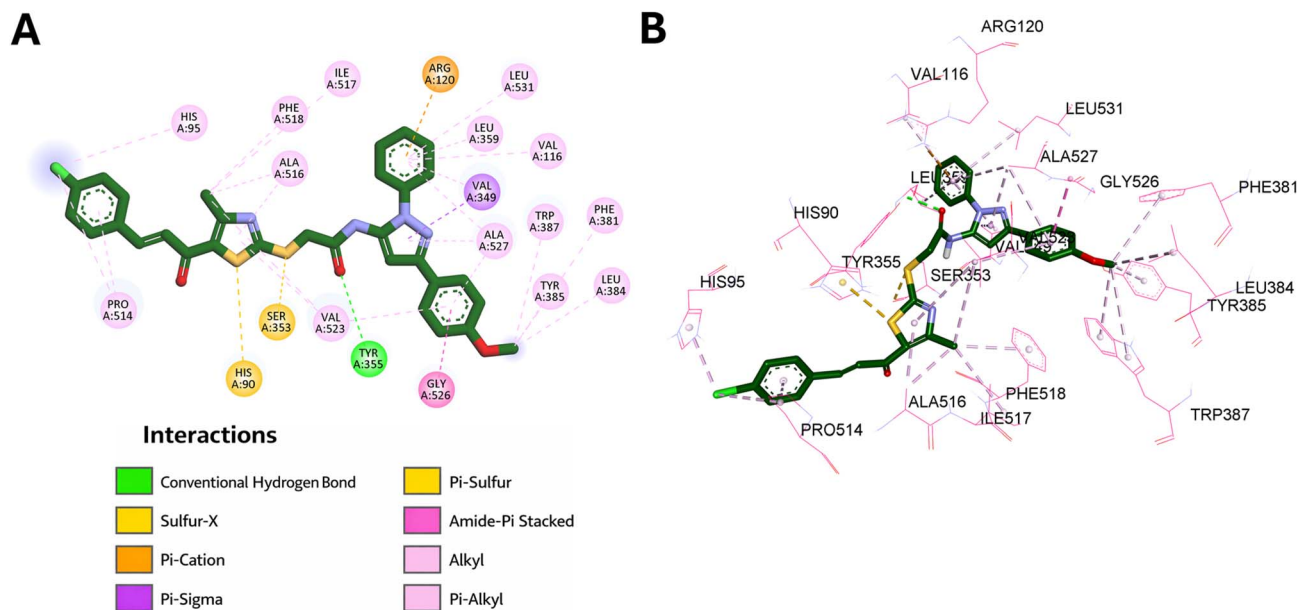 A
HIS
A:95
PHE
A:518
ILE
A:517
ALA
A:516
ARG
A:120
LEU
A:531
LEU
A:359
VAL
A:116
VAL
A:349
TRP
A:387
PHE
A:381
ALA
A:527
TYR
A:385
LEU
A:384
PRO
A:514
HIS
A:90
SER
A:353
VAL
A:523
TYR
A:355
GLY
A:526
Interactions
Conventional Hydrogen Bond
Sulfur-X
Pi-Cation
Pi-Sigma
Pi-Sulfur
Amide-Pi Stacked
Alkyl
Pi-Alkyl
B
ARG120
VAL116
LEU531
ALA527
GLY526
PHE381
HIS90
TYR355
SER353
HIS95
LEU384
TYR385
PHE518
ALA516
ILE517
PRO514
TRP387